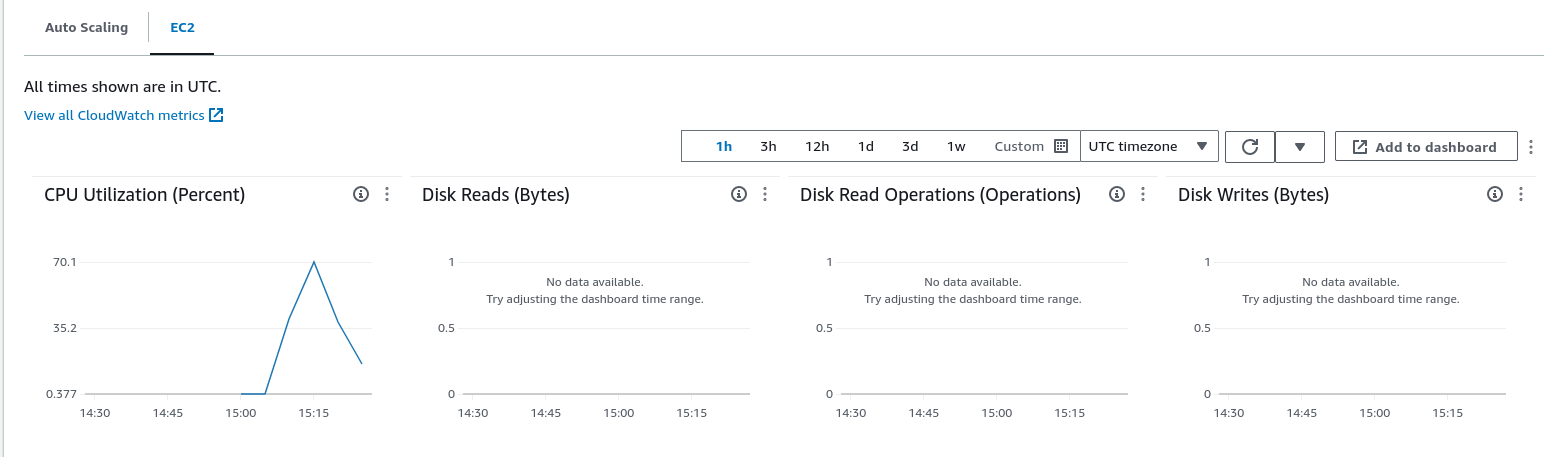 Auto Scaling
EC2
All times shown are in UTC.
View all CloudWatch metrics
1h 3h 12h 1d 3d 1w Custom UTC timezone Add to dashboard
CPU Utilization (Percent)
70.1
35.2
0.377
14:30 14:45 15:00 15:15
Disk Reads (Bytes)
1
No data available.
Try adjusting the dashboard time range.
0.5
0
14:30 14:45 15:00 15:15
Disk Read Operations (Operations)
1
No data available.
Try adjusting the dashboard time range.
0.5
0
14:30 14:45 15:00 15:15
Disk Writes (Bytes)
1
No data available.
Try adjusting the dashboard time range.
0.5
0
14:30 14:45 15:00 15:15